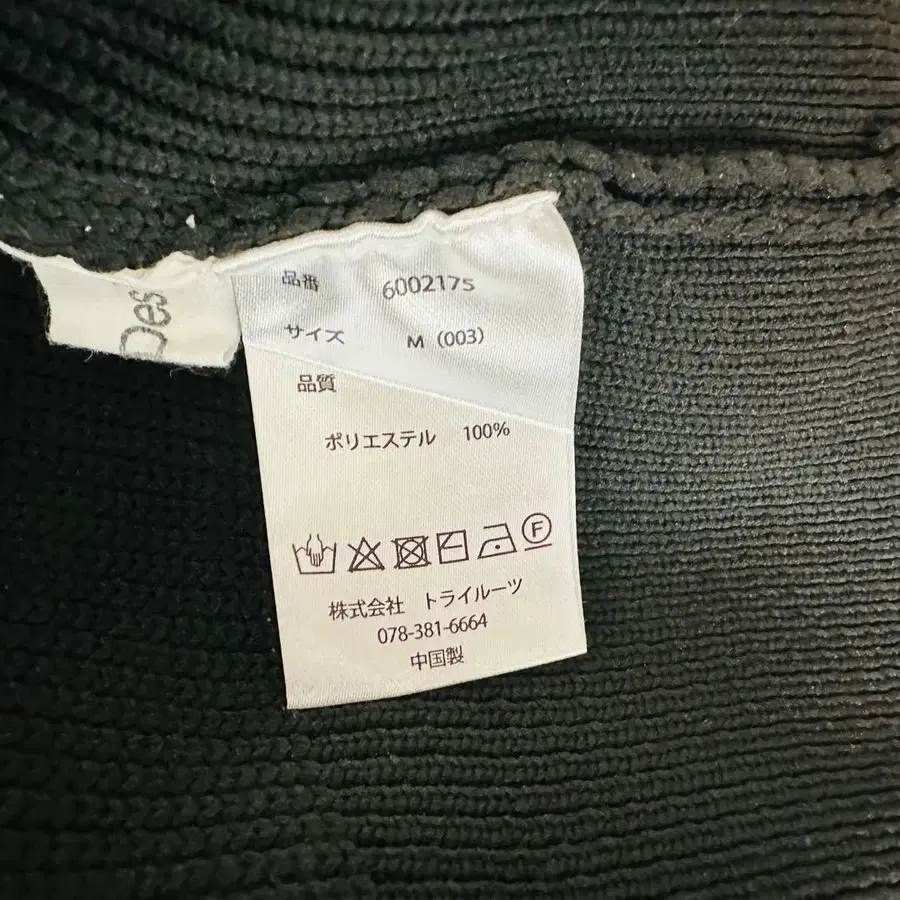 Des
品番 6002175
サイズ M (003)
品質
ポリエステル 100%
F
株式会社 トライルーツ
078-381-6664
中国製